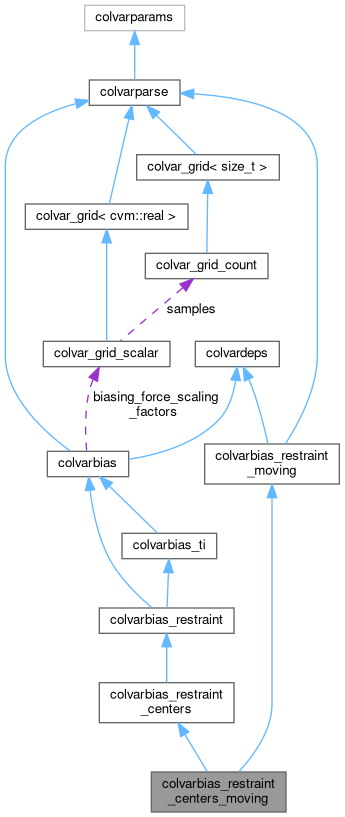 colvarparams
colvarparse
colvar_grid< size_t >
colvar_grid< cvm::real >
colvar_grid_count
samples
colvar_grid_scalar
colvardeps
biasing_force_scaling
_factors
colvarbias
colvarbias_restraint
_moving
colvarbias_ti
colvarbias_restraint
colvarbias_restraint
_centers
colvarbias_restraint
_centers_moving